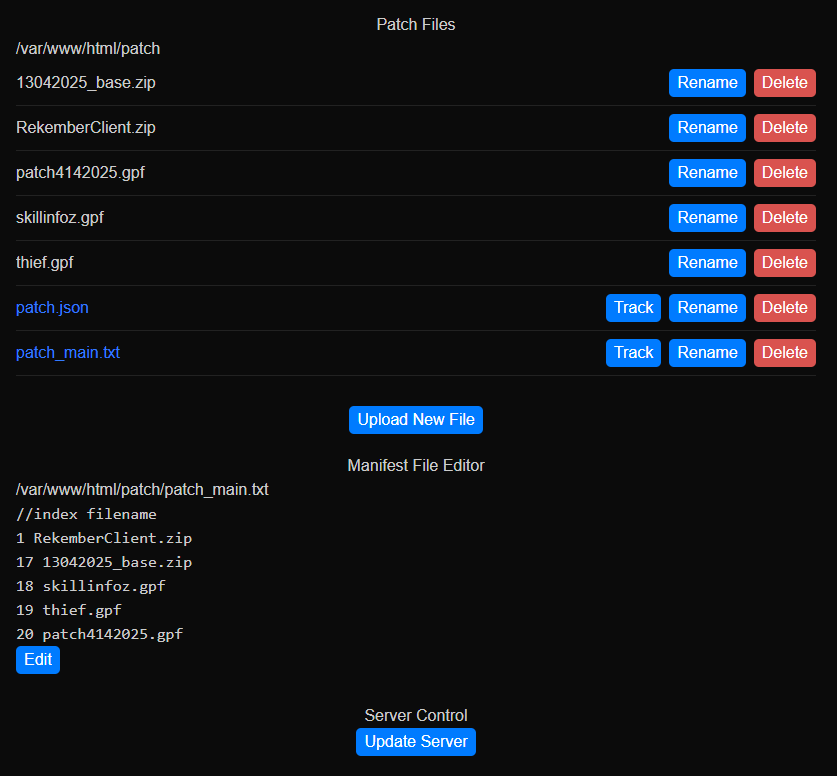 Patch Files
/var/www/html/patch
13042025_base.zip Rename Delete
RekemberClient.zip Rename Delete
patch4142025.gpf Rename Delete
skillinfoz.gpf Rename Delete
thief.gpf Rename Delete
patch.json Track Rename Delete
patch_main.txt Track Rename Delete
Upload New File
Manifest File Editor
/var/www/html/patch/patch_main.txt
//index filename
1 RekemberClient.zip
17 13042025_base.zip
18 skillinfoz.gpf
19 thief.gpf
20 patch4142025.gpf
Edit
Server Control
Update Server